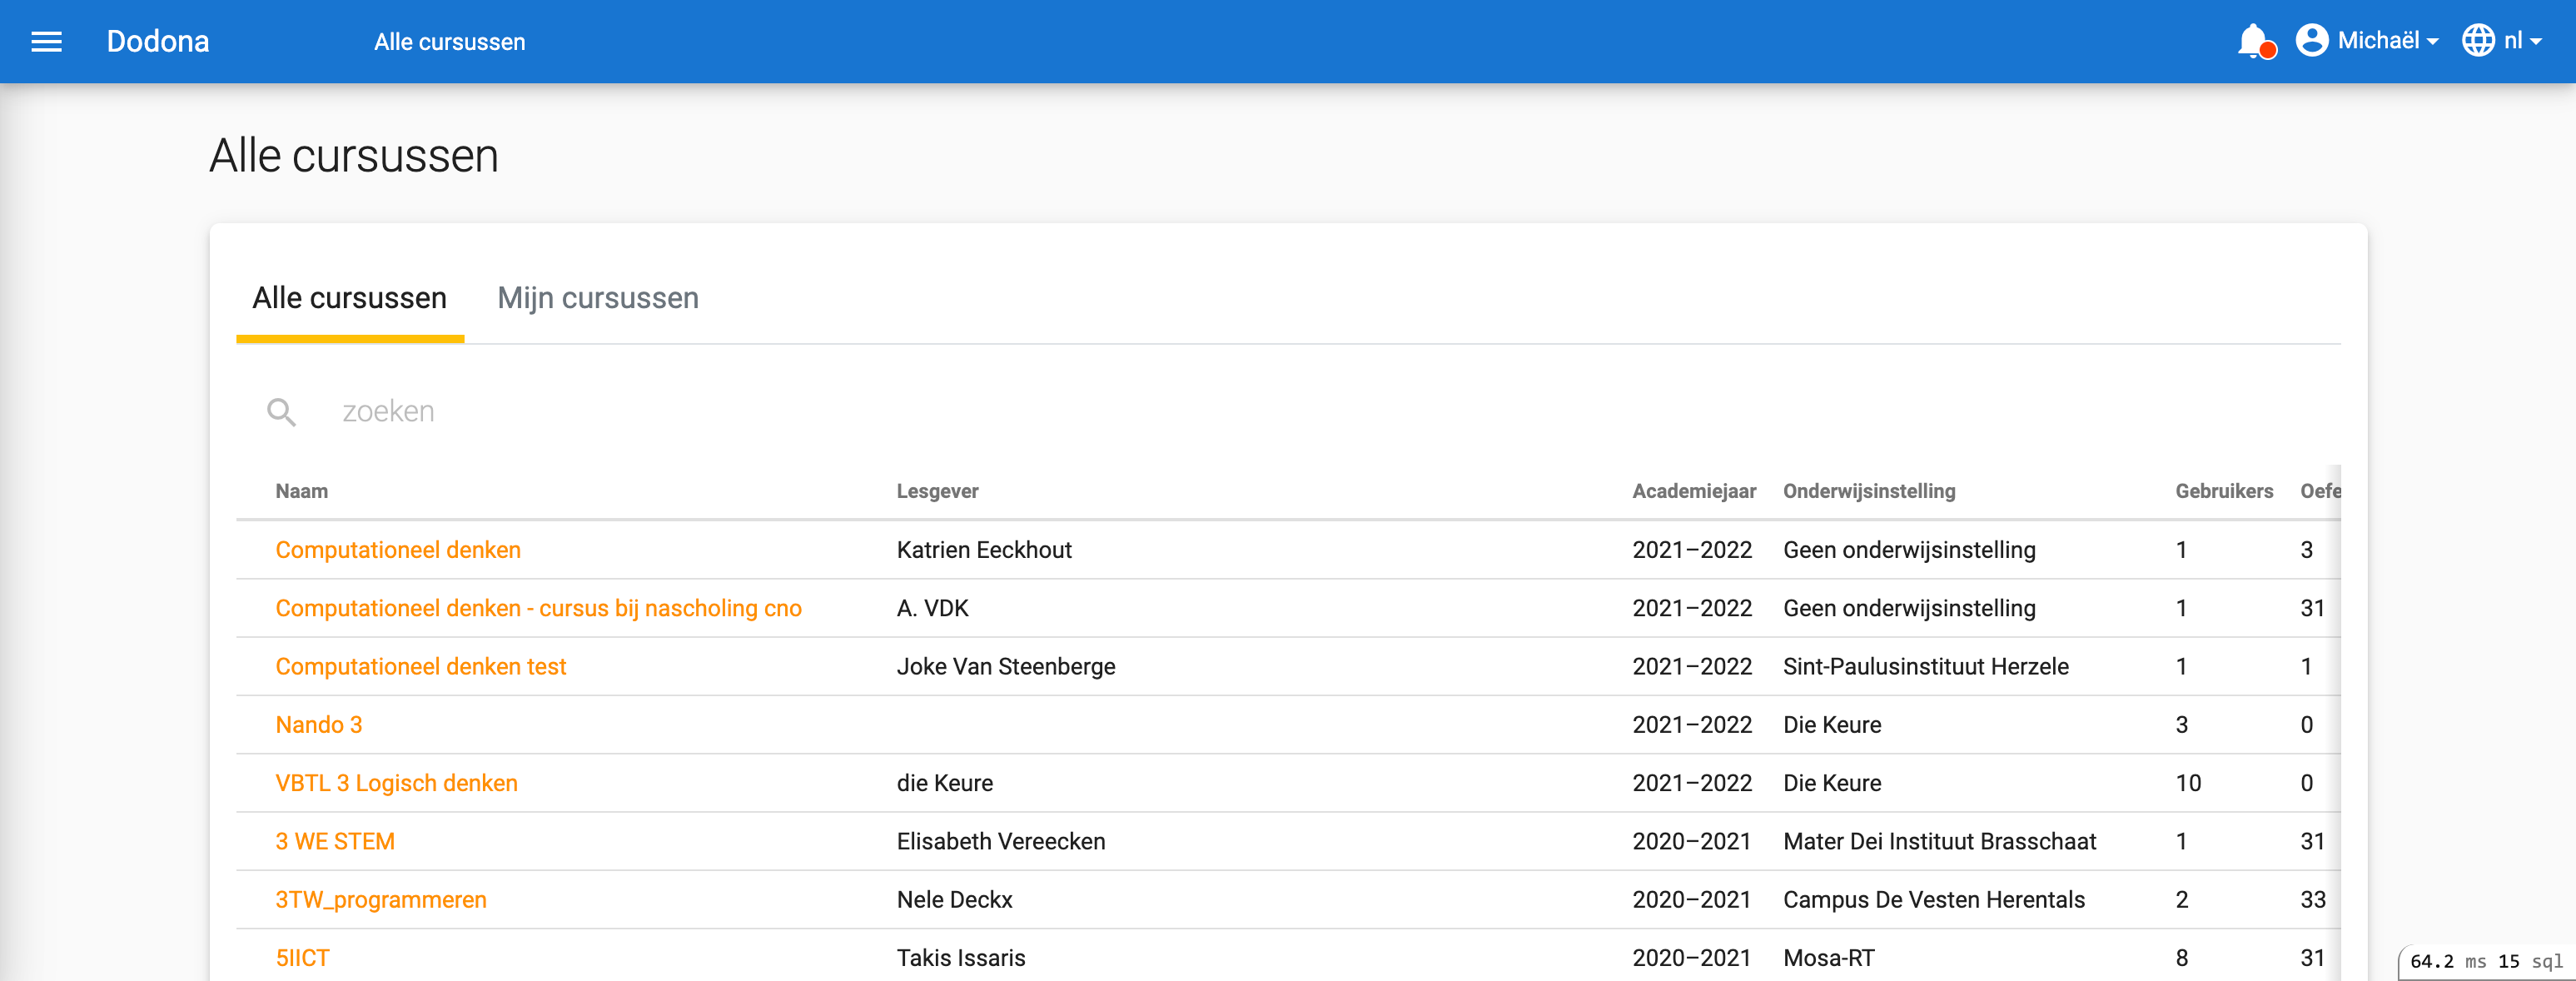 Dodona Alle cursussen Michaël nl
Alle cursussen
Alle cursussen Mijn cursussen
zoeken
Naam Lesgever Academiejaar Onderwijsinstelling Gebruikers Oefe
Computationeel denken Katrien Eeckhout 2021–2022 Geen onderwijsinstelling 1 3
Computationeel denken - cursus bij nascholing cno A. VDK 2021–2022 Geen onderwijsinstelling 1 31
Computationeel denken test Joke Van Steenberge 2021–2022 Sint-Paulusinstituut Herzele 1 1
Nando 3 2021–2022 Die Keure 3 0
VBTL 3 Logisch denken die Keure 2021–2022 Die Keure 10 0
3 WE STEM Elisabeth Vereecken 2020–2021 Mater Dei Instituut Brasschaat 1 31
3TW_programmeren Nele Deckx 2020–2021 Campus De Vesten Herentals 2 33
5IICT Takis Issaris 2020–2021 Mosa-RT 8 31
64.2 ms 15 sql